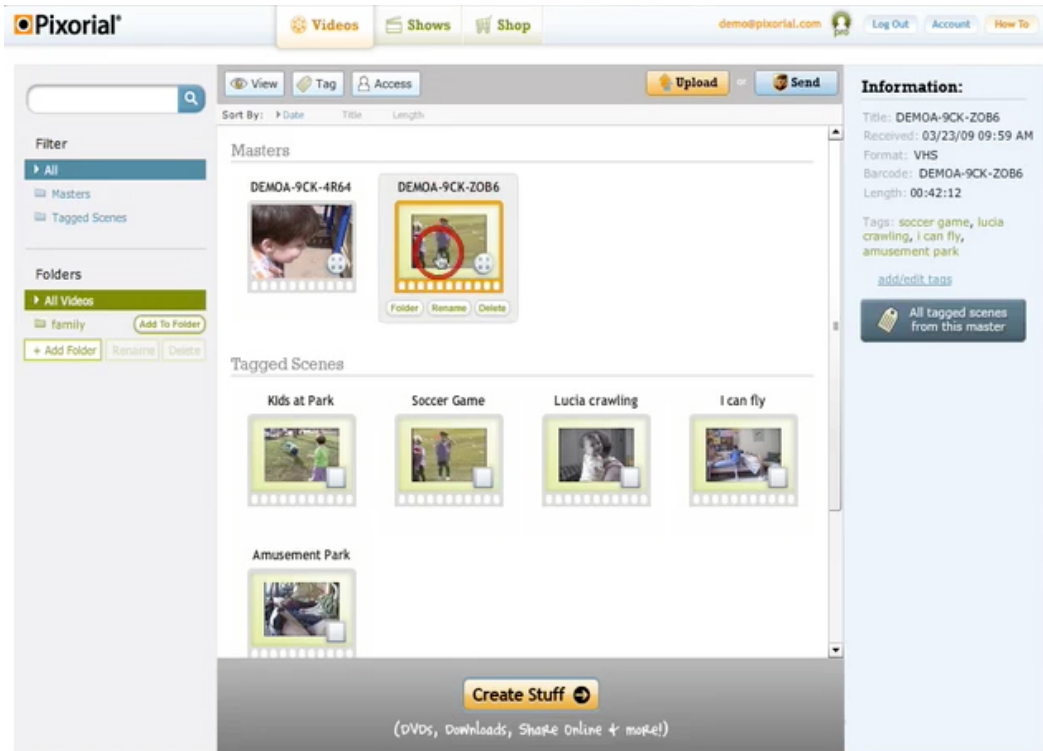 Pixorial®
Videos
Shows
Shop
demo@pixorial.com
pro
Log Out
Account
How To
View
Tag
Access
Upload
or
Send
Sort By: Date Title Length
Filter
All
Masters
Tagged Scenes
Folders
All Videos
family
Add To Folder
+ Add Folder
Rename
Delete
Masters
DEMOA-9CK-4R64
DEMOA-9CK-ZOB6
Folder
Rename
Delete
Tagged Scenes
Kids at Park
Soccer Game
Lucia crawling
I can fly
Amusement Park
Create Stuff
(DVDs, Downloads, Share Online & more!)
Information:
Title: DEMOA-9CK-ZOB6
Received: 03/23/09 09:59 AM
Format: VHS
Barcode: DEMOA-9CK-ZOB6
Length: 00:42:12
Tags: soccer game, lucia
crawling, i can fly,
amusement park
add/edit tags
All tagged scenes
from this master